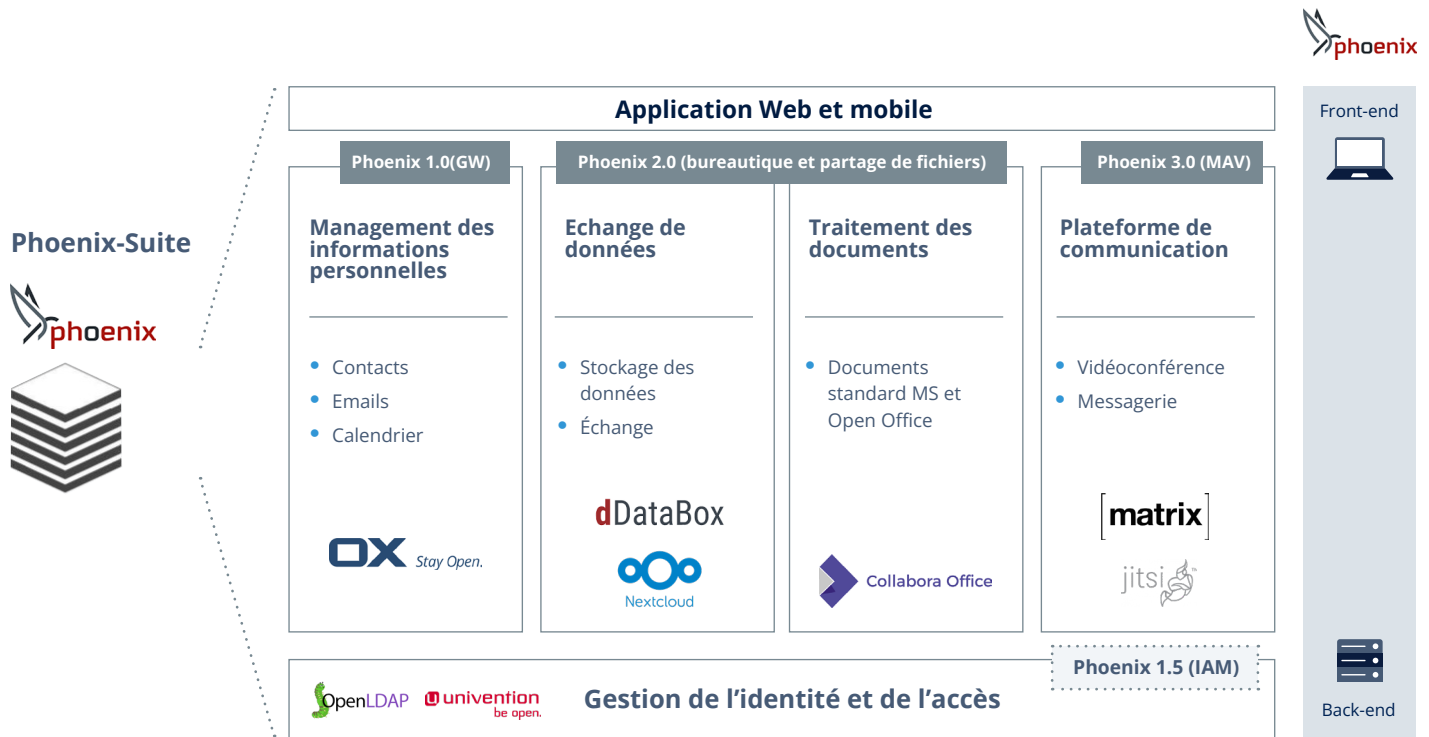 phoenix
Application Web et mobile
Front-end
Phoenix 1.0(GW)
Phoenix 2.0 (bureautique et partage de fichiers)
Phoenix 3.0 (MAV)
Phoenix-Suite
phoenix
Management des
informations
personnelles
Contacts
Emails
Calendrier
OX Stay Open.
Echange de
données
Stockage des
données
Échange
dDataBox
Nextcloud
Traitement des
documents
Documents
standard MS et
Open Office
Collabora Office
Plateforme de
communication
Vidéoconférence
Messagerie
[matrix]
jitsi™
Phoenix 1.5 (IAM)
OpenLDAP
univention
be open.
Gestion de l’identité et de l’accès
Back-end